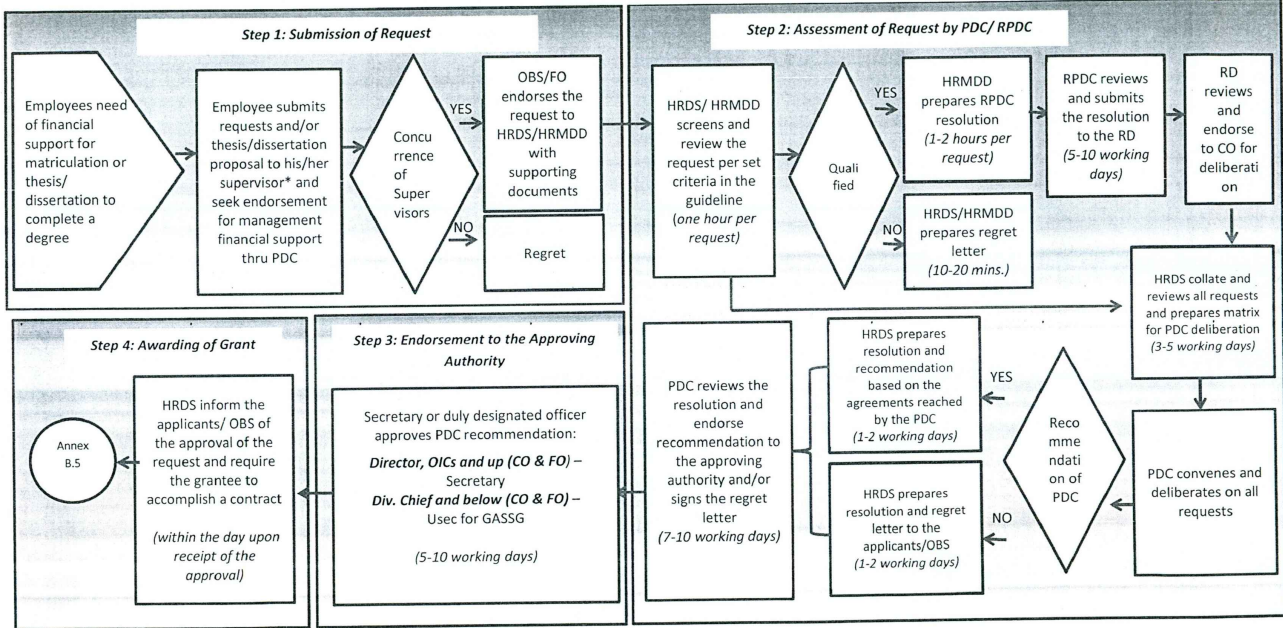 Step 1: Submission of Request
Employees need
of financial
support for
matriculation or
thesis/
dissertation to
complete a
degree
Employee submits
requests and/or
thesis/dissertation
proposal to his/her
supervisor* and
seek endorsement
for management
financial support
thru PDC
Concu
rrence
of
Super
visors
YES
OBS/FO
endorses the
request to
HRDS/HRMDD
with
supporting
documents
NO
Regret
Step 2: Assessment of Request by PDC/ RPDC
HRDS/ HRMDD
screens and
review the
request per set
criteria in the
guideline
(one hour per
request)
Quali
fied
YES
HRMDD
prepares RPDC
resolution
(1-2 hours per
request)
RPDC reviews
and submits
the resolution
to the RD
(5-10 working
days)
RD
reviews
and
endorse
to CO for
deliberati
on
NO
HRDS/HRMDD
prepares regret
letter
(10-20 mins.)
HRDS collate and
reviews all requests
and prepares matrix
for PDC deliberation
(3-5 working days)
PDC convenes and
deliberates on all
requests
Reco
mme
ndati
on of
PDC
YES
HRDS prepares
resolution and
recommendation
based on the
agreements reached
by the PDC
(1-2 working days)
NO
HRDS prepares
resolution and regret
letter to the
applicants/OBS
(1-2 working days)
PDC reviews the
resolution and
endorse
recommendation to
the approving
authority and/or
signs the regret
letter
(7-10 working days)
Step 3: Endorsement to the Approving
Authority
Secretary or duly designated officer
approves PDC recommendation:
Director, OICs and up (CO & FO) –
Secretary
Div. Chief and below (CO & FO) –
Usec for GASSG
(5-10 working days)
Step 4: Awarding of Grant
HRDS inform the
applicants/ OBS
of the approval of
the request and require
the grantee to
accomplish a contract
(within the day upon
receipt of the
approval)
Annex
B.5